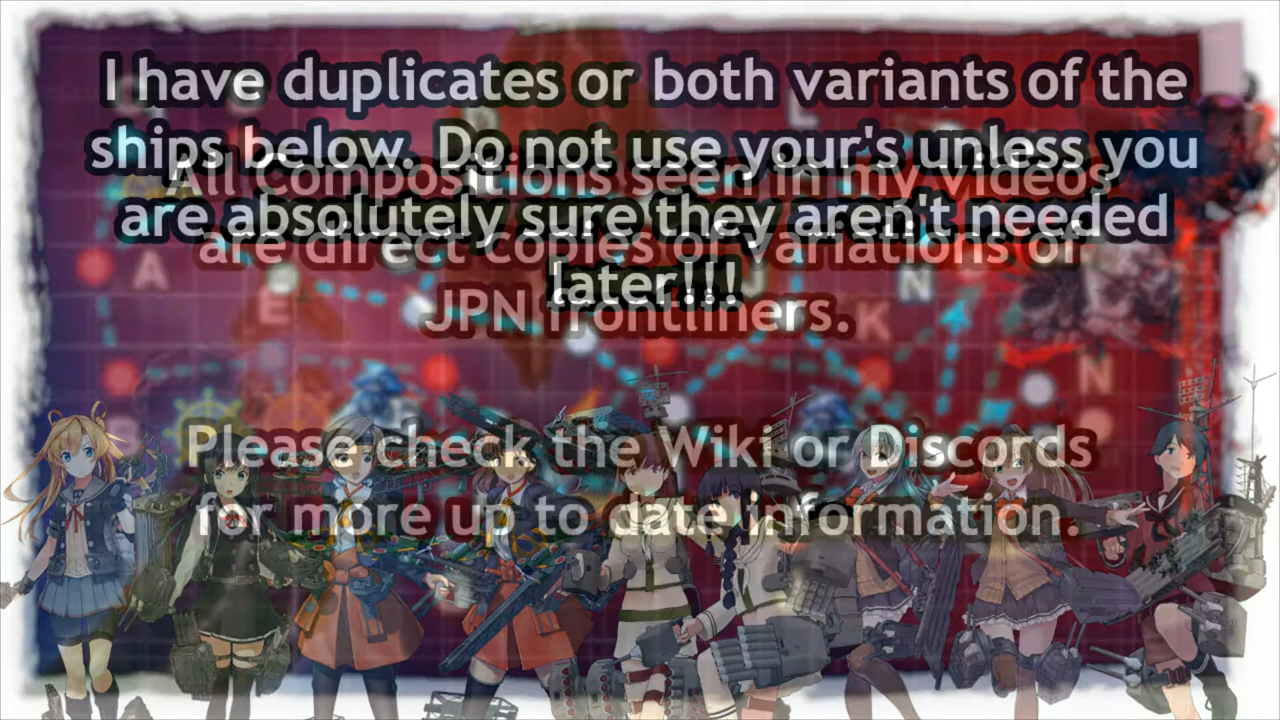 I have duplicates or both variants of the
ships below. Do not use your's unless you
All Compositions seen in my videos
are absolutely sure they aren't needed
are direct copies or variations of
later!!!
JPN frontliners.
A
E
N
K
N
Please check the Wiki or Discords
for more up to date information.